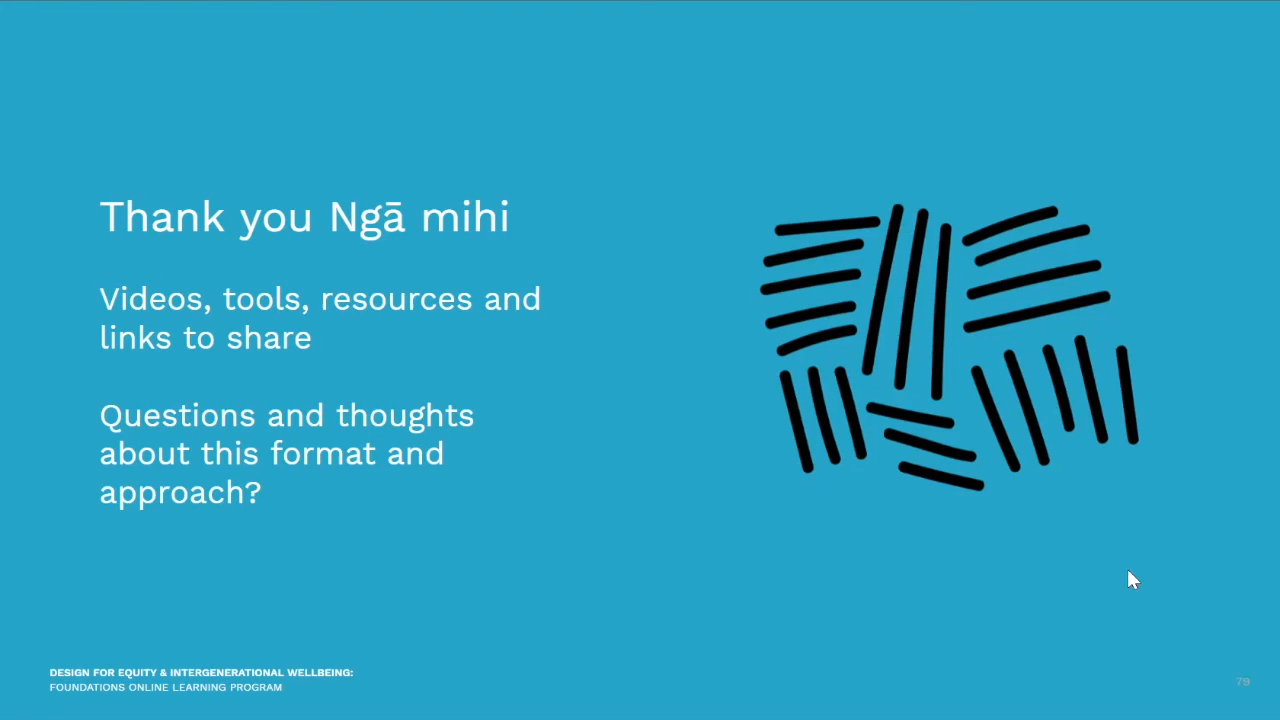 Thank you Ngā mihi
Videos, tools, resources and
links to share
Questions and thoughts
about this format and
approach?
DESIGN FOR EQUITY & INTERGENERATIONAL WELLBEING:
FOUNDATIONS ONLINE LEARNING PROGRAM
79